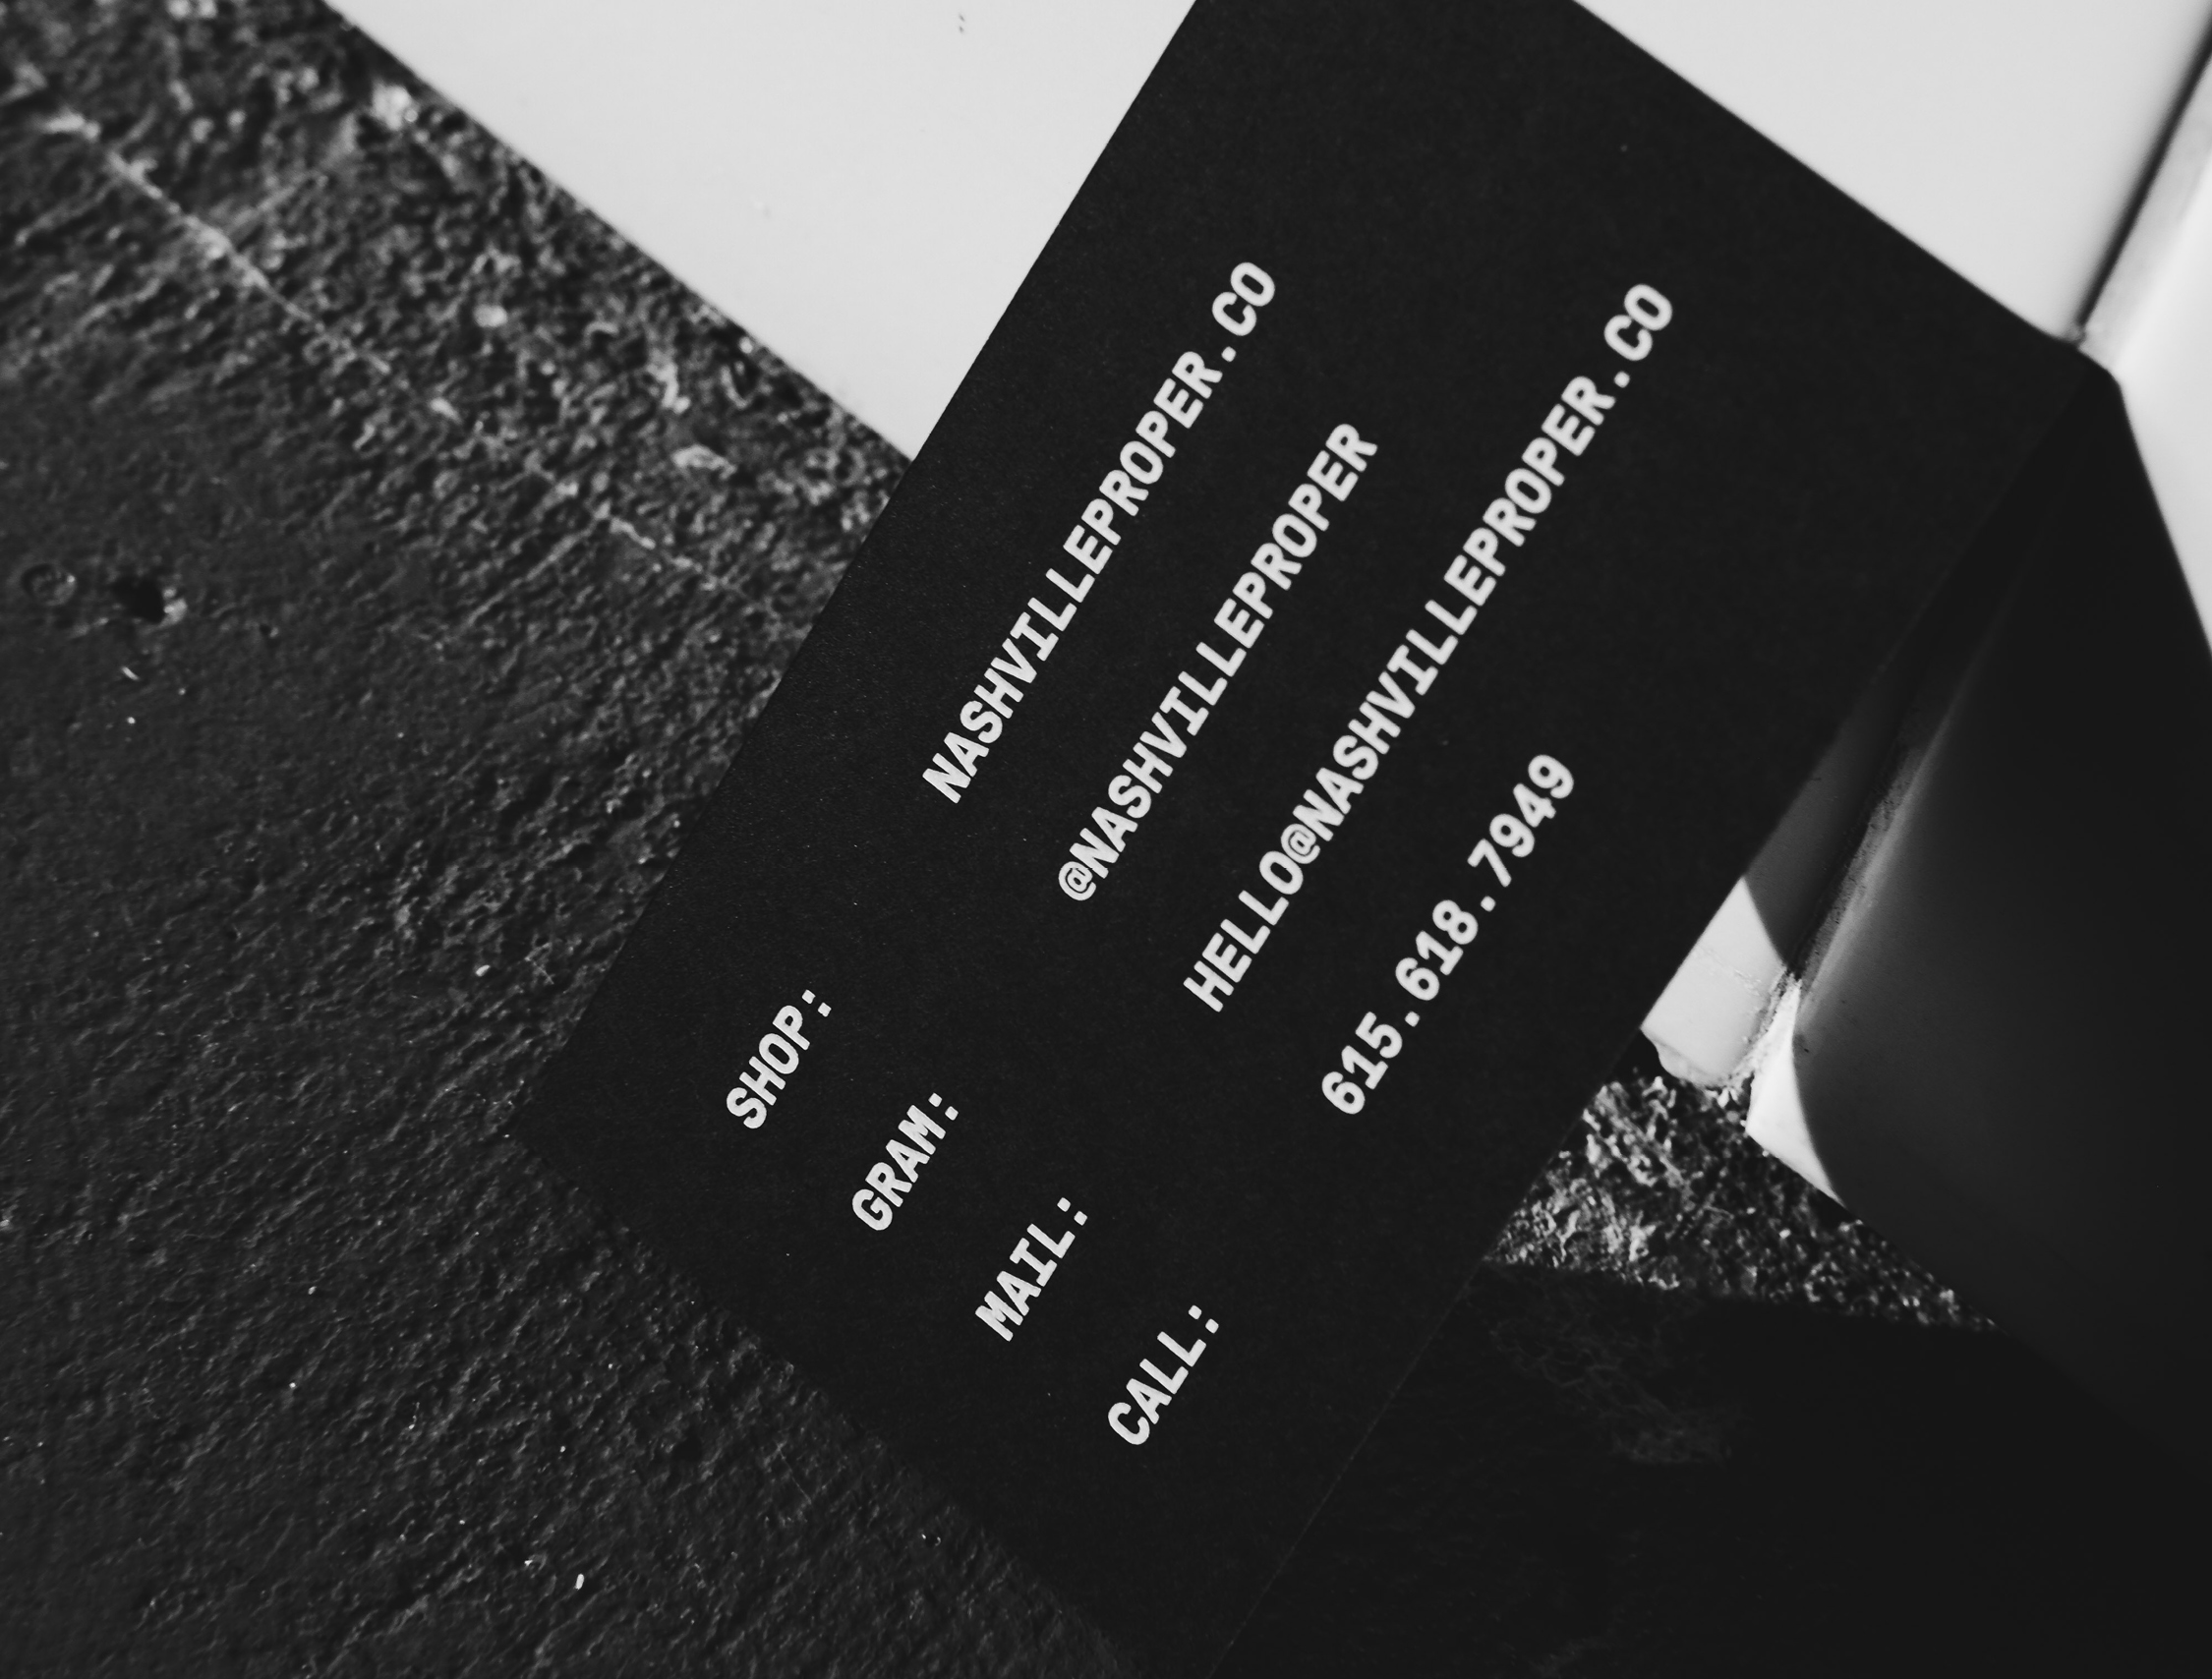 SHOP: NASHVILLEPROPER.CO
GRAM: @NASHVILLEPROPER
MAIL: HELLO@NASHVILLEPROPER.CO
CALL: 615.618.7949